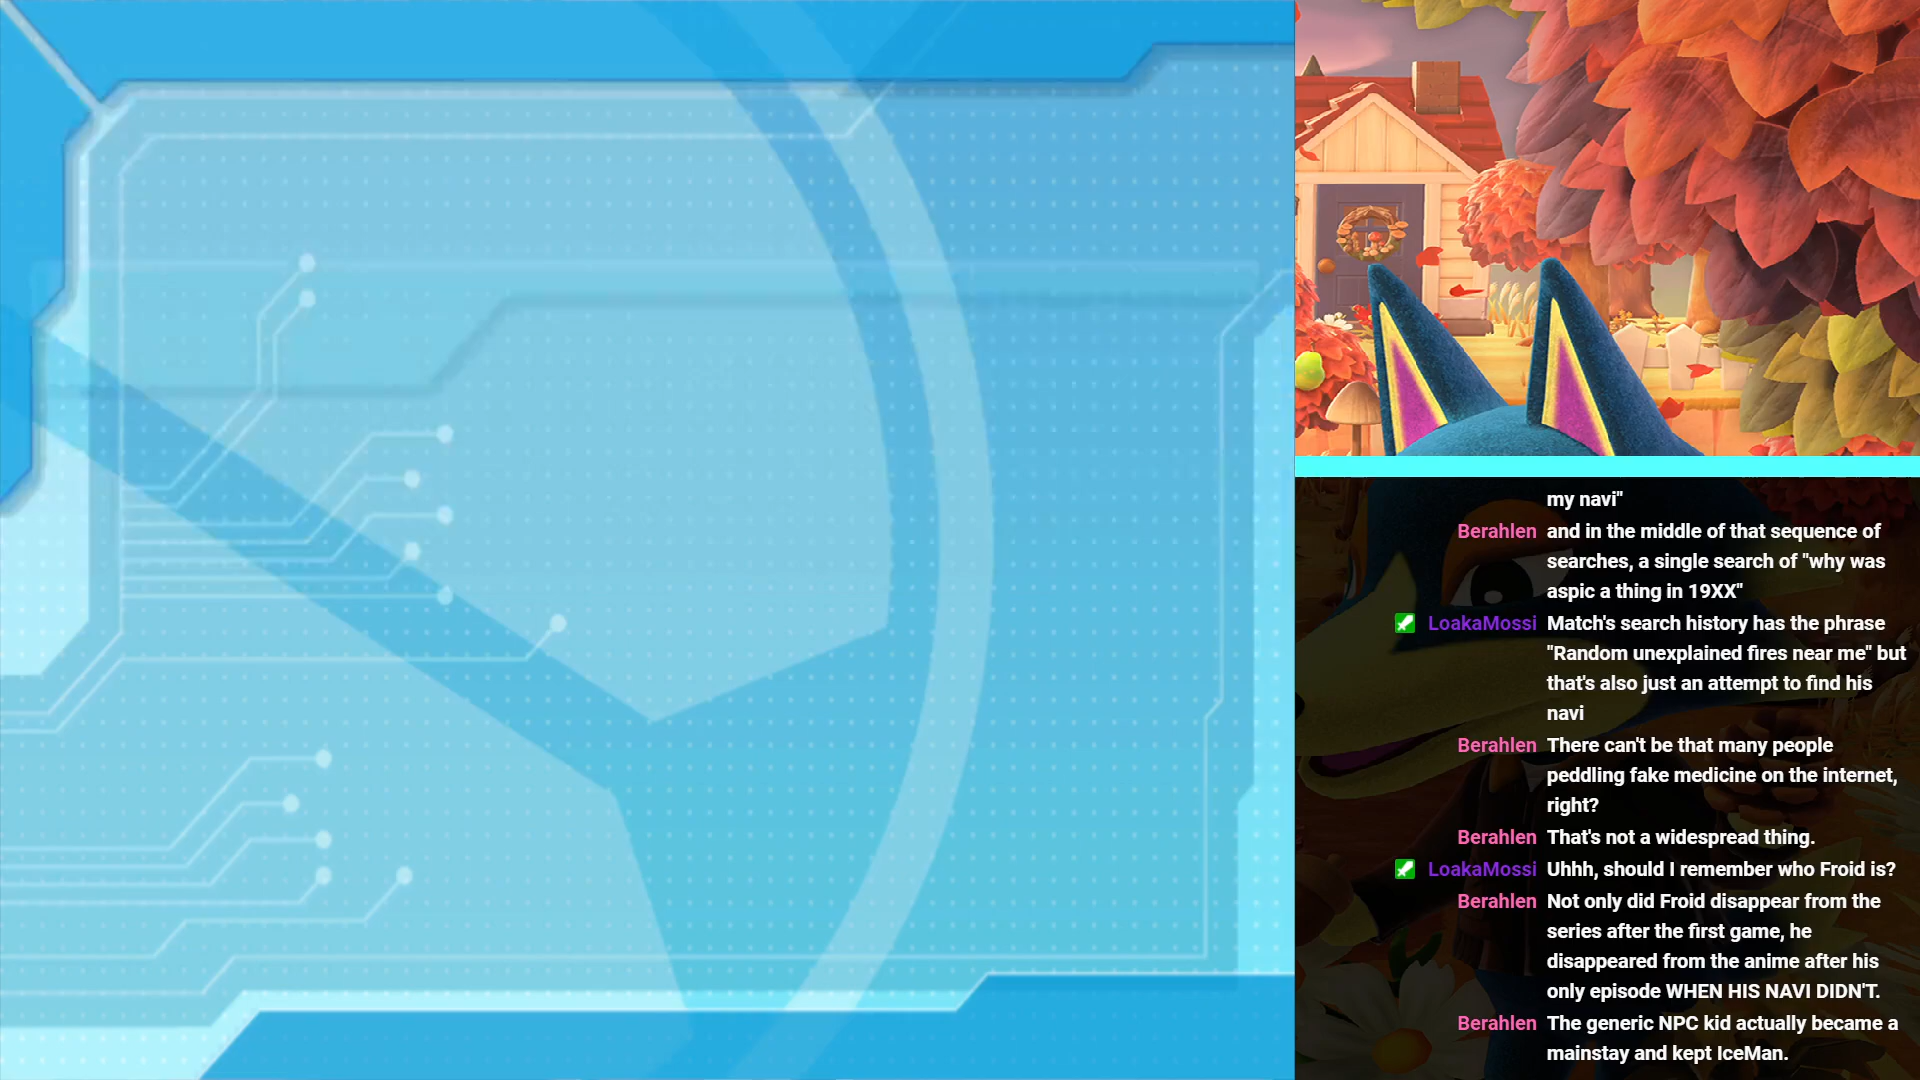 my navi"
Berahlen and in the middle of that sequence of
searches, a single search of "why was
aspic a thing in 19XX"
LoakaMossi Match's search history has the phrase
"Random unexplained fires near me" but
that's also just an attempt to find his
navi
Berahlen There can't be that many people
peddling fake medicine on the internet,
right?
Berahlen That's not a widespread thing.
LoakaMossi Uhhh, should I remember who Froid is?
Berahlen Not only did Froid disappear from the
series after the first game, he
disappeared from the anime after his
only episode WHEN HIS NAVI DIDN'T.
Berahlen The generic NPC kid actually became a
mainstay and kept IceMan.